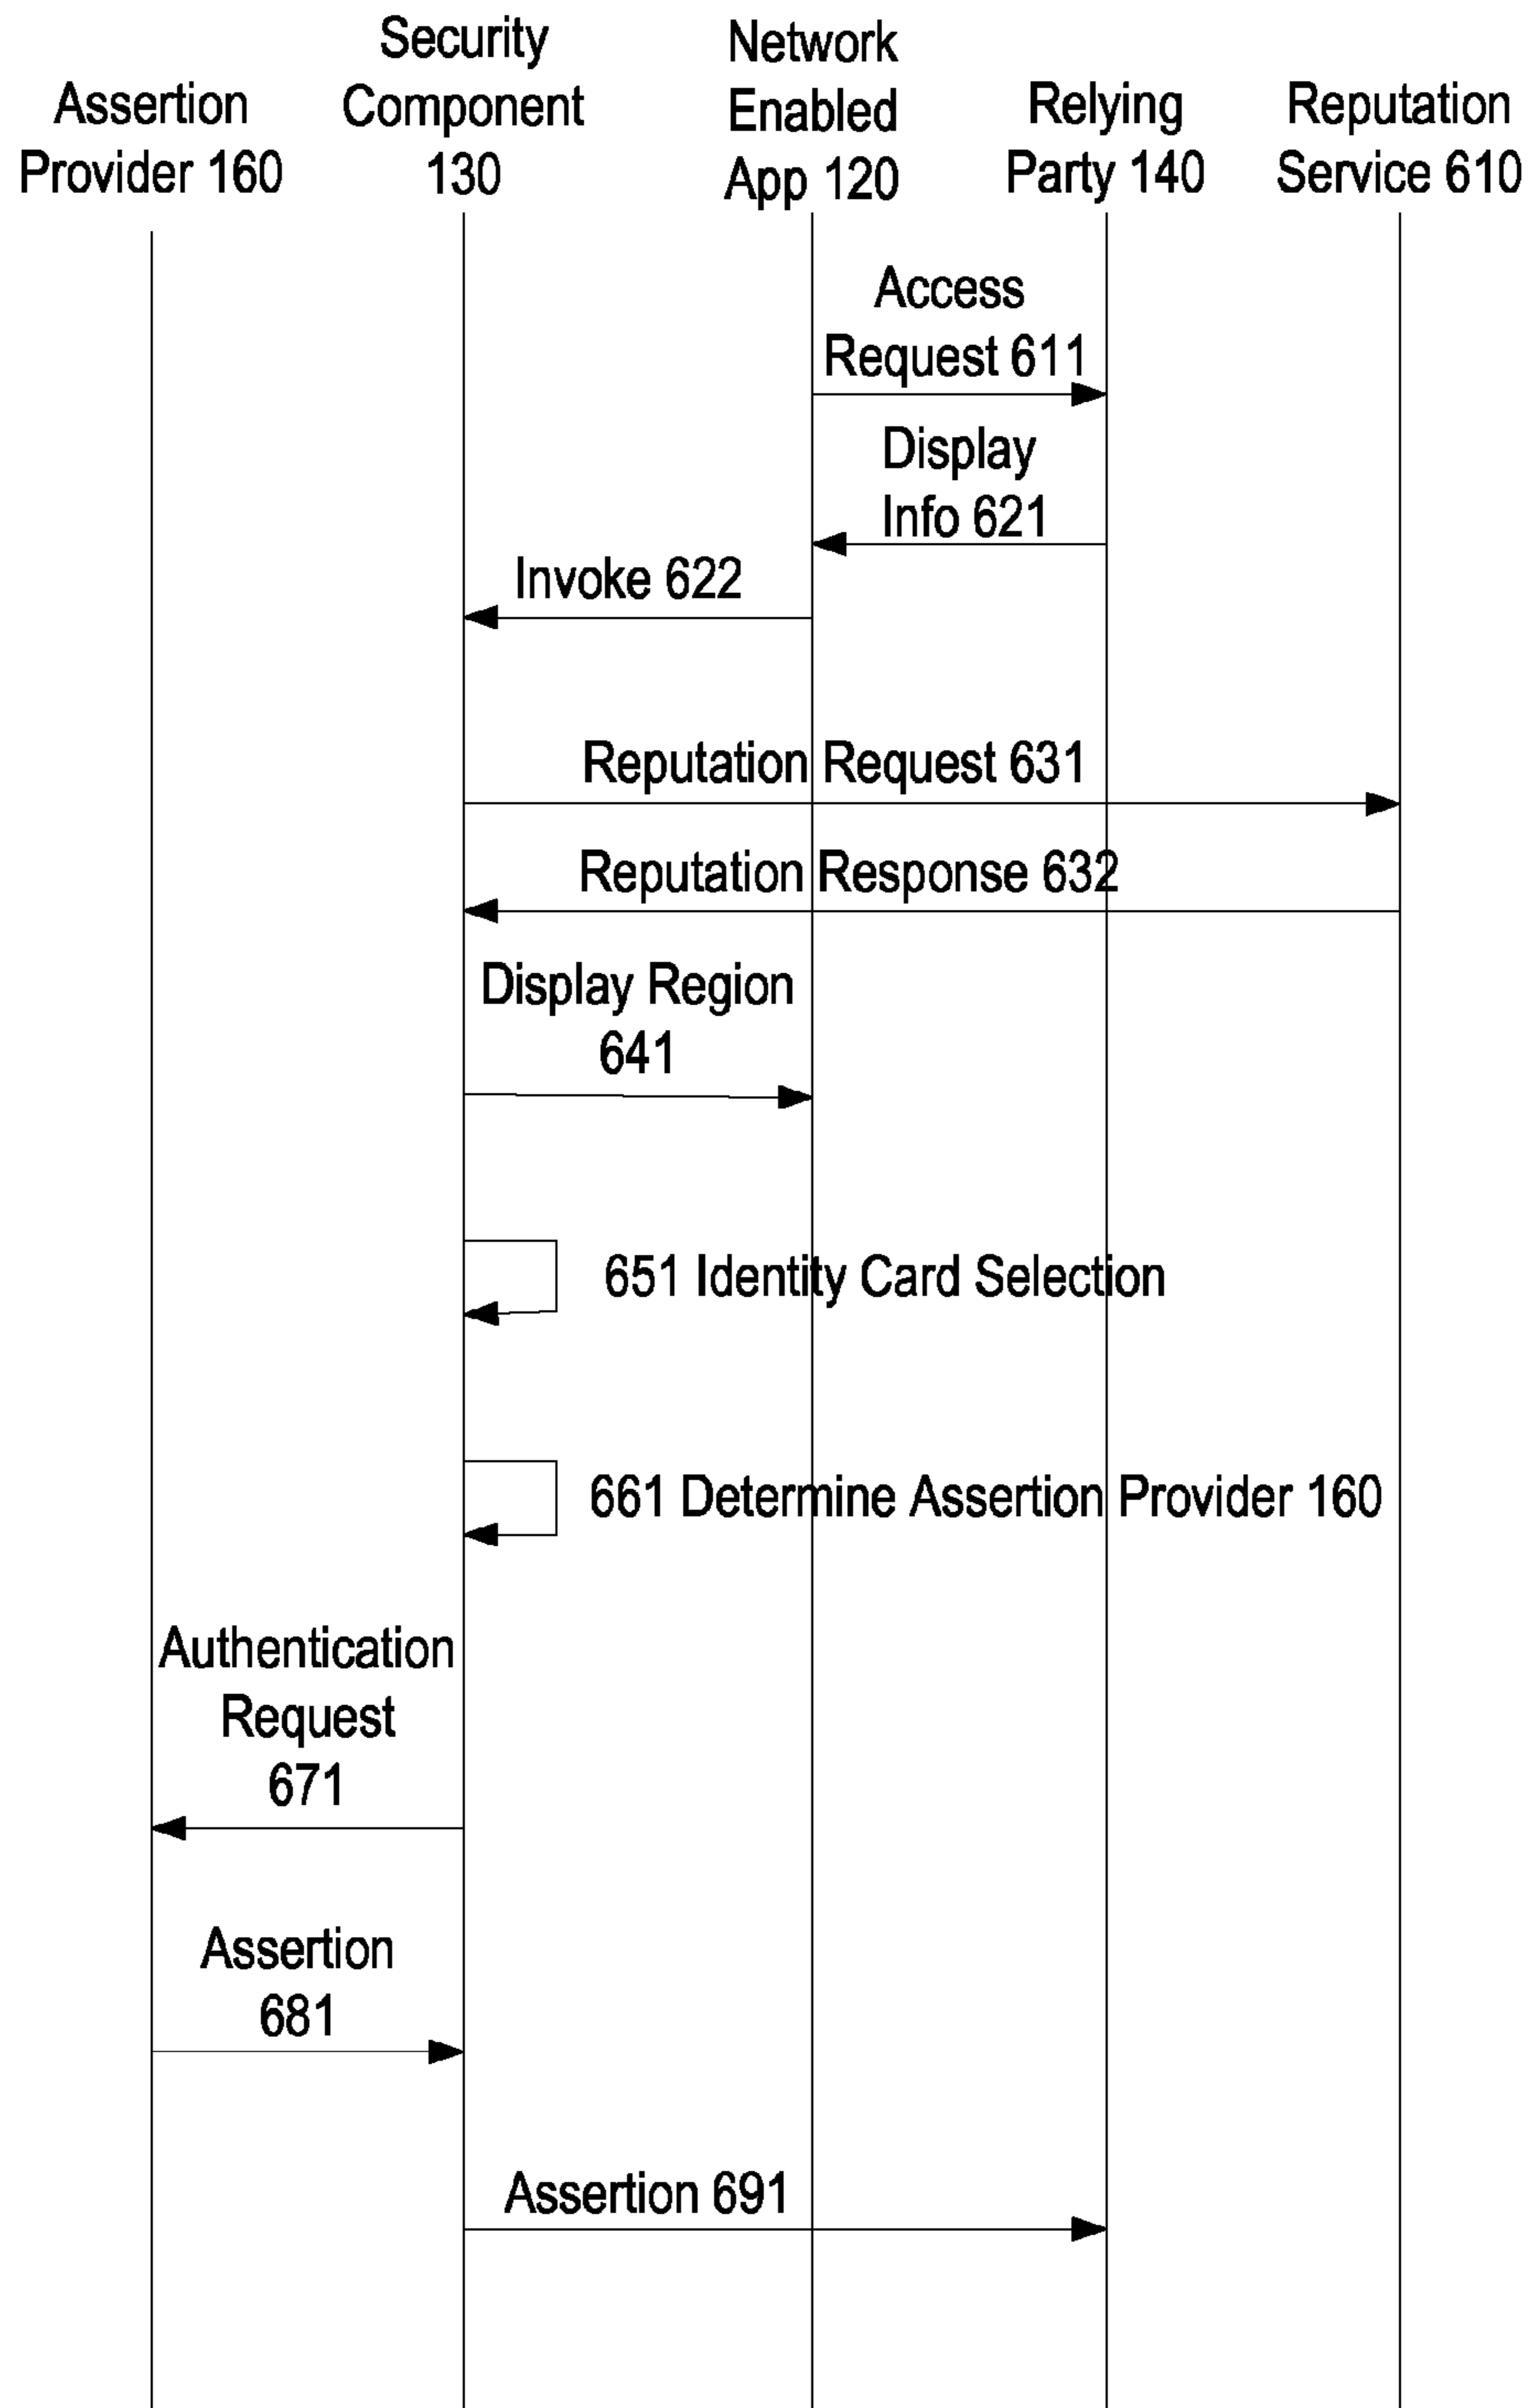 Assertion
Provider 160
Security
Component
130
Network
Enabled
App 120
Relying
Party 140
Reputation
Service 610
Access
Request 611
Display
Info 621
Invoke 622
Reputation Request 631
Reputation Response 632
Display Region
641
651 Identity Card Selection
661 Determine Assertion Provider 160
Authentication
Request
671
Assertion
681
Assertion 691